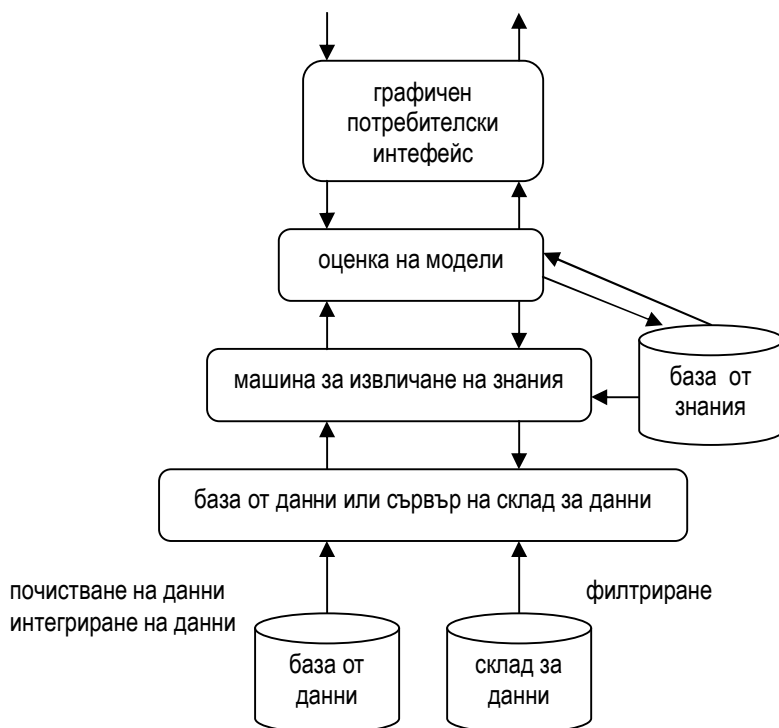 графичен
потребителски
интефейс
оценка на модели
машина за извличане на знания
база от
знания
база от данни или сървър на склад за данни
почистване на данни
интегриране на данни
филтриране
база от
данни
склад за
данни